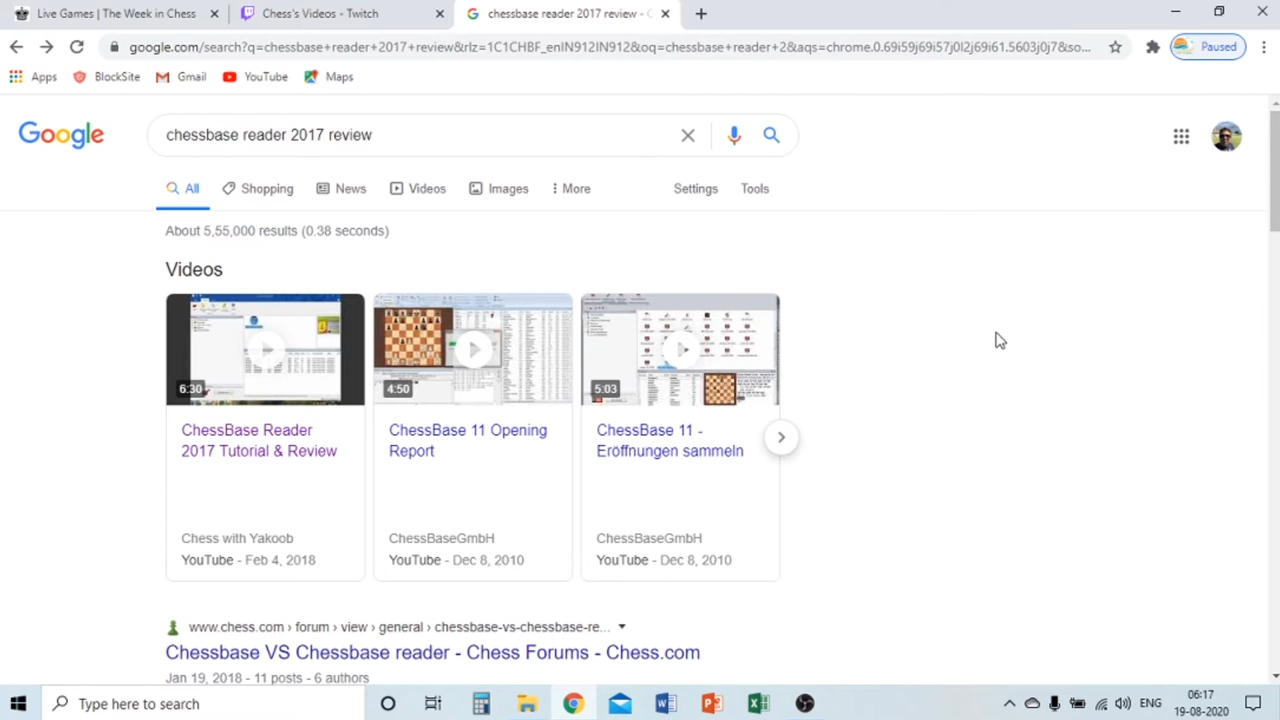 Live Games | The Week in Chess
Chess's Videos - Twitch
chessbase reader 2017 review - G
google.com/search?q=chessbase+reader+2017+review&rlz=1C1CHBF_enIN912IN912&oq=chessbase+reader+2&aqs=chrome.0.69i59j69i57j0l2j69i61.5603j0j7&so...
Paused
Apps
BlockSite
Gmail
YouTube
Maps
Google
chessbase reader 2017 review
All
Shopping
News
Videos
Images
More
Settings
Tools
About 5,55,000 results (0.38 seconds)
Videos
6:30
4:50
5:03
ChessBase Reader
2017 Tutorial & Review
Chess with Yakoob
YouTube - Feb 4, 2018
ChessBase 11 Opening
Report
ChessBaseGmbH
YouTube - Dec 8, 2010
ChessBase 11 -
Eröffnungen sammeln
ChessBaseGmbH
YouTube - Dec 8, 2010
www.chess.com › forum › view › general › chessbase-vs-chessbase-re...
Chessbase VS Chessbase reader - Chess Forums - Chess.com
Jan 19, 2018 - 11 posts - 6 authors
Type here to search
ENG
06:17
19-08-2020